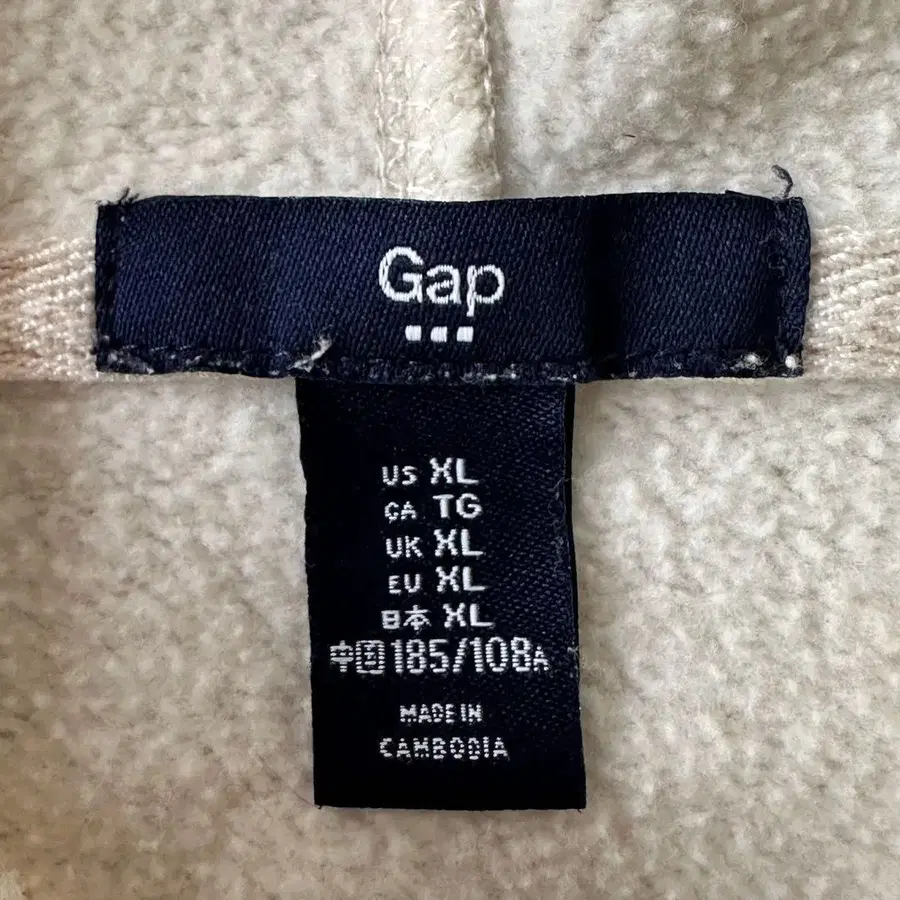 Gap
US XL
CA TG
UK XL
EU XL
日本 XL
中国 185/108A
MADE IN
CAMBODIA